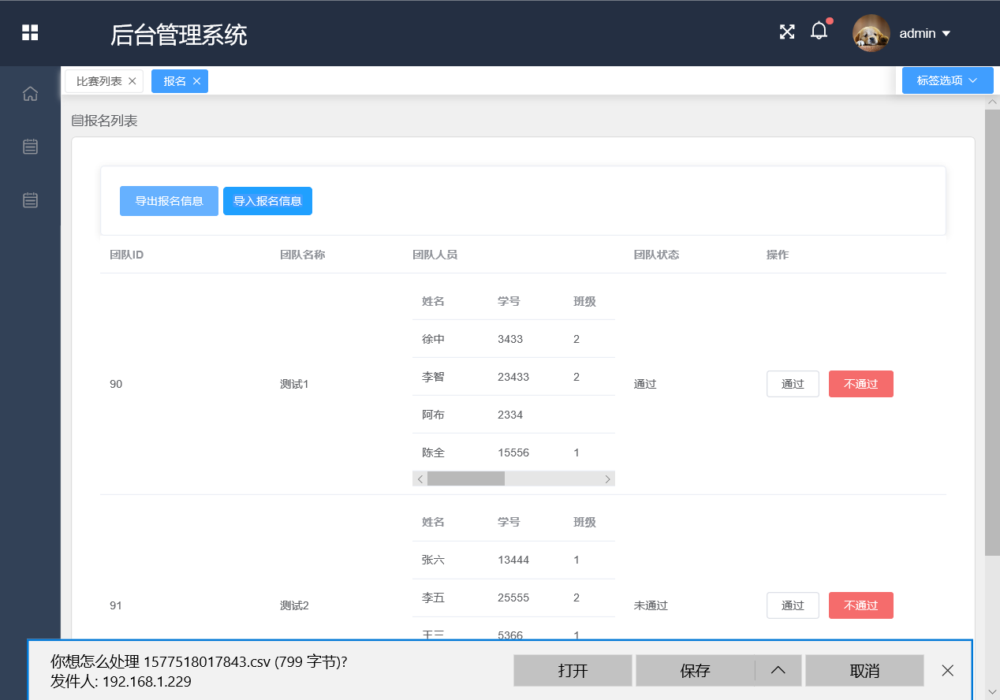 后台管理系统
admin
比赛列表
报名
标签选项
报名列表
导出报名信息 导入报名信息
团队ID 团队名称 团队人员 团队状态 操作
姓名 学号 班级
徐中 3433 2
李智 23433 2
90 测试1 通过 通过 不通过
阿布 2334
陈全 15556 1
姓名 学号 班级
张六 13444 1
李五 25555 2
91 测试2 未通过 通过 不通过
王三 5366 1
你想怎么处理 1577518017843.csv (799 字节)?
发件人: 192.168.1.229
打开 保存 取消